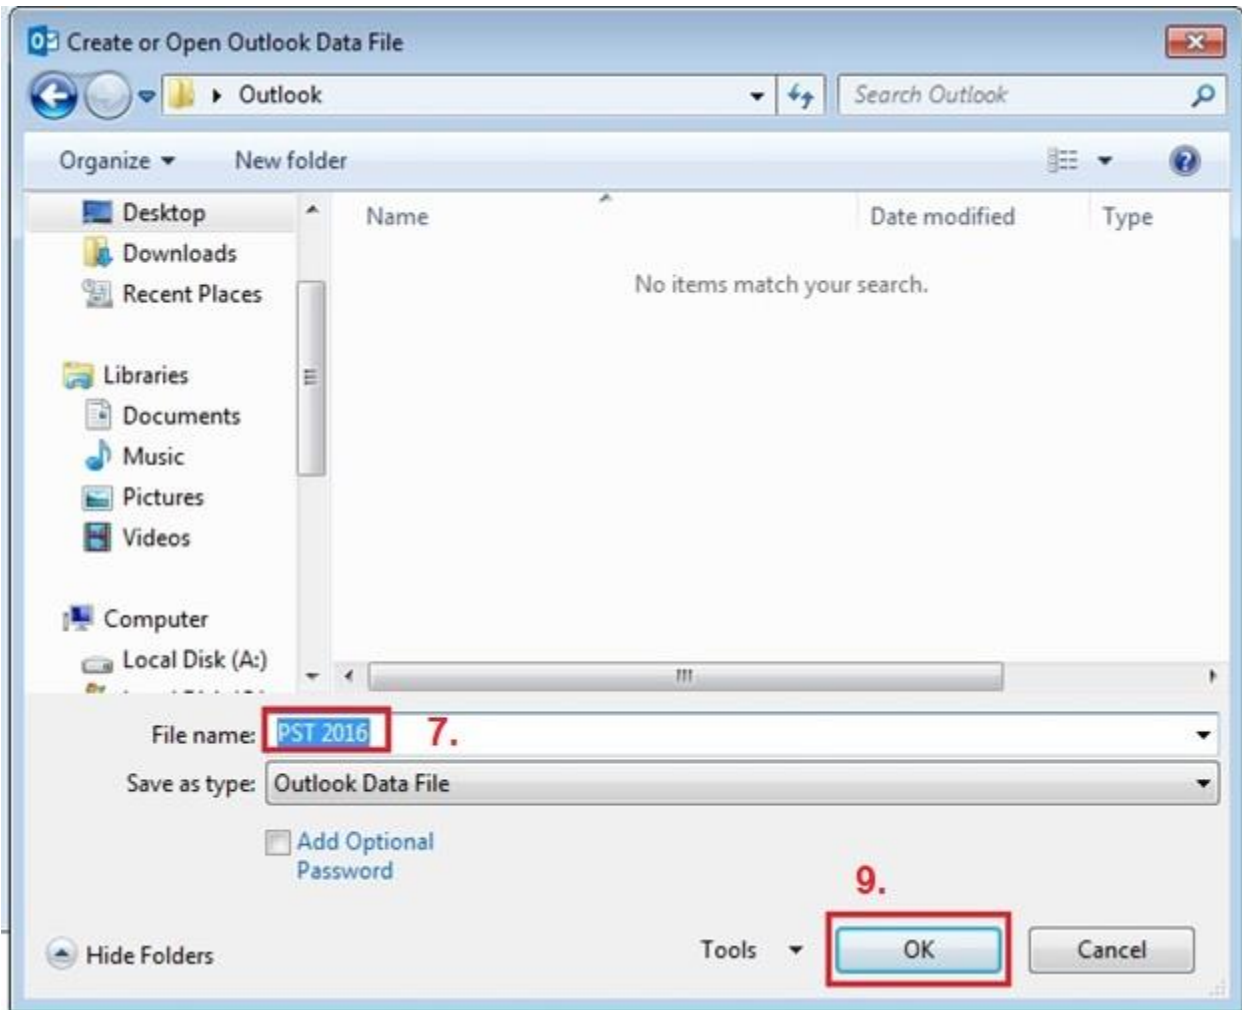 Create or Open Outlook Data File
Outlook
Search Outlook
Organize
New folder
Name
Date modified
Type
No items match your search.
Desktop
Downloads
Recent Places
Libraries
Documents
Music
Pictures
Videos
Computer
Local Disk (A:)
File name: PST 2016 7.
Save as type: Outlook Data File
Add Optional
Password
9.
Hide Folders
Tools
OK
Cancel